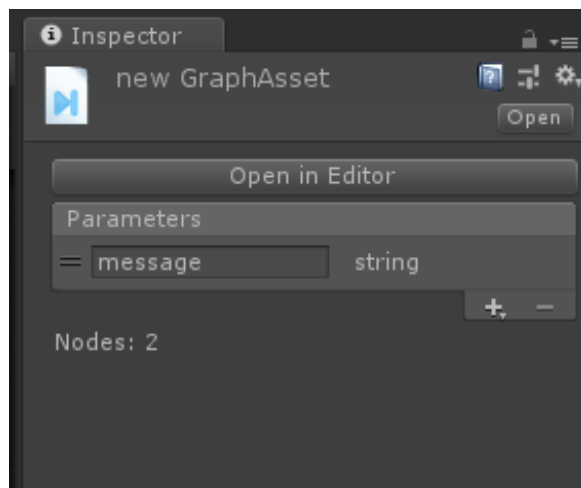 Inspector
new GraphAsset
Open
Open in Editor
Parameters
message string
Nodes: 2